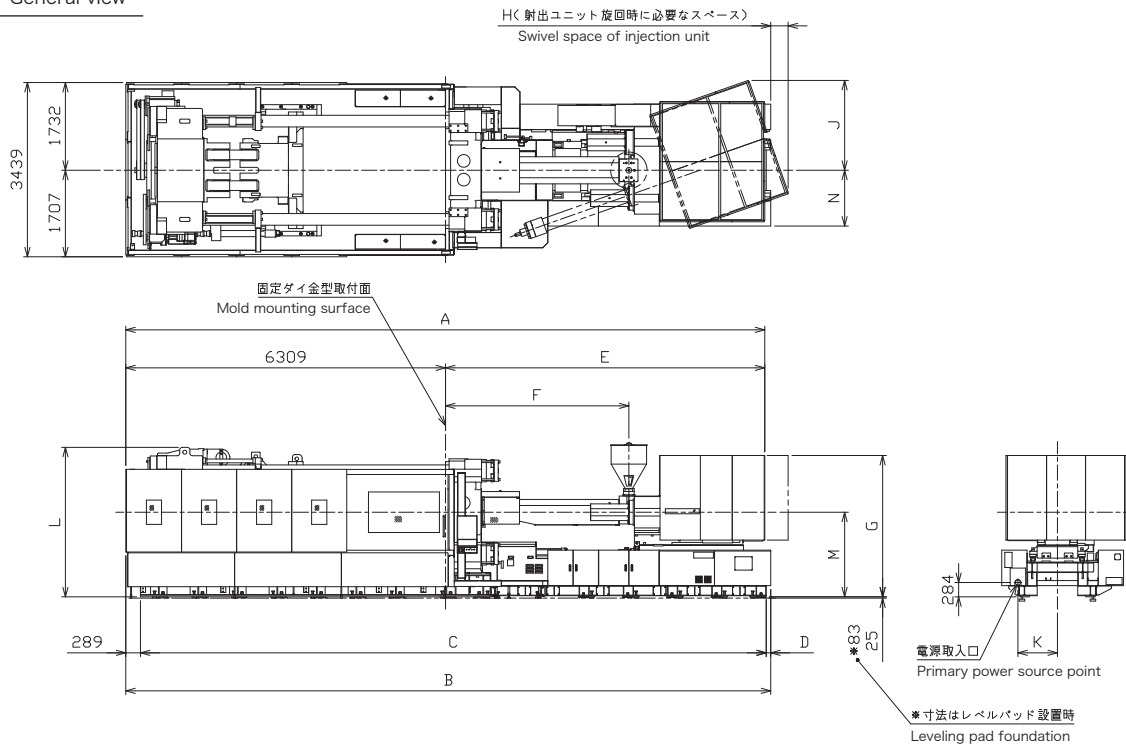 General view
H( 射出ユニット旋回時に必要なスペース)
Swivel space of injection unit
3439
1732
1707
J
N
固定ダイ金型取付面
Mold mounting surface
A
6309
E
F
L
G
M
284
289
C
D
※83
25
B
K
電源取入口
Primary power source point
※寸法はレベルパッド設置時
Leveling pad foundation